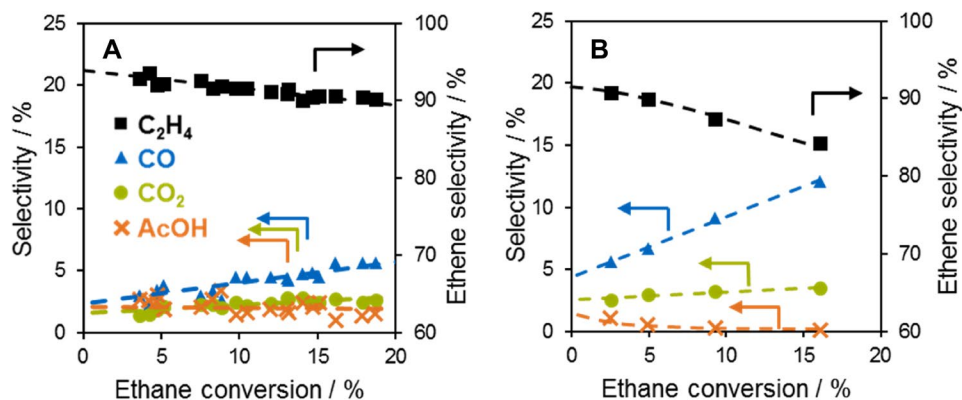 A
Selectivity / %
25
20
15
10
5
0
C₂H₄
CO
CO₂
AcOH
100
90
80
70
60
Ethene selectivity / %
0 5 10 15 20
Ethane conversion / %
B
Selectivity / %
25
20
15
10
5
0
100
90
80
70
60
Ethene selectivity / %
0 5 10 15 20
Ethane conversion / %